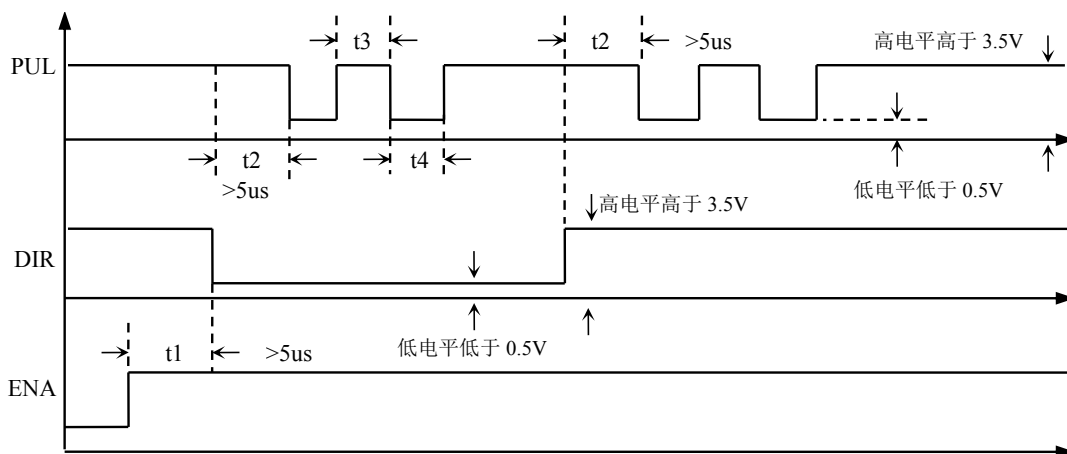 t3
t2
>5us
高电平高于 3.5V
PUL
t2
t4
>5us
低电平低于 0.5V
高电平高于 3.5V
DIR
t1
>5us
低电平低于 0.5V
ENA